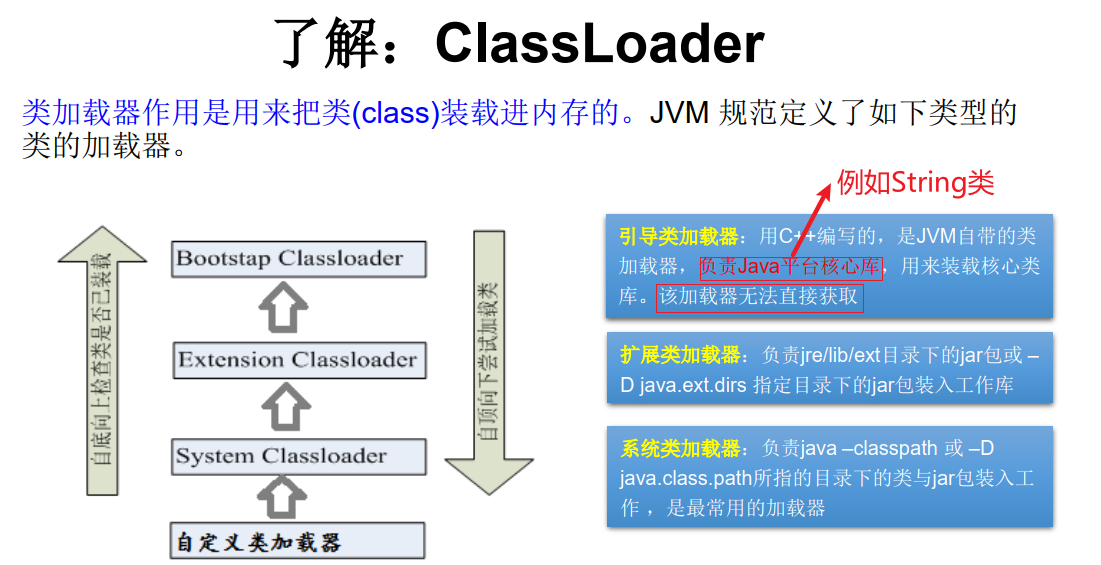 了解：ClassLoader
类加载器作用是用来把类(class)装载进内存的。JVM 规范定义了如下类型的
类的加载器。
例如String类
自底向上检查类是否已装载
Bootstap Classloader
Extension Classloader
System Classloader
自定义类加载器
自顶向下尝试加载类
引导类加载器：用C++编写的，是JVM自带的类
加载器，负责Java平台核心库，用来装载核心类
库。该加载器无法直接获取
扩展类加载器：负责jre/lib/ext目录下的jar包或 –
D java.ext.dirs 指定目录下的jar包装入工作库
系统类加载器：负责java –classpath 或 –D
java.class.path所指的目录下的类与jar包装入工
作 ，是最常用的加载器